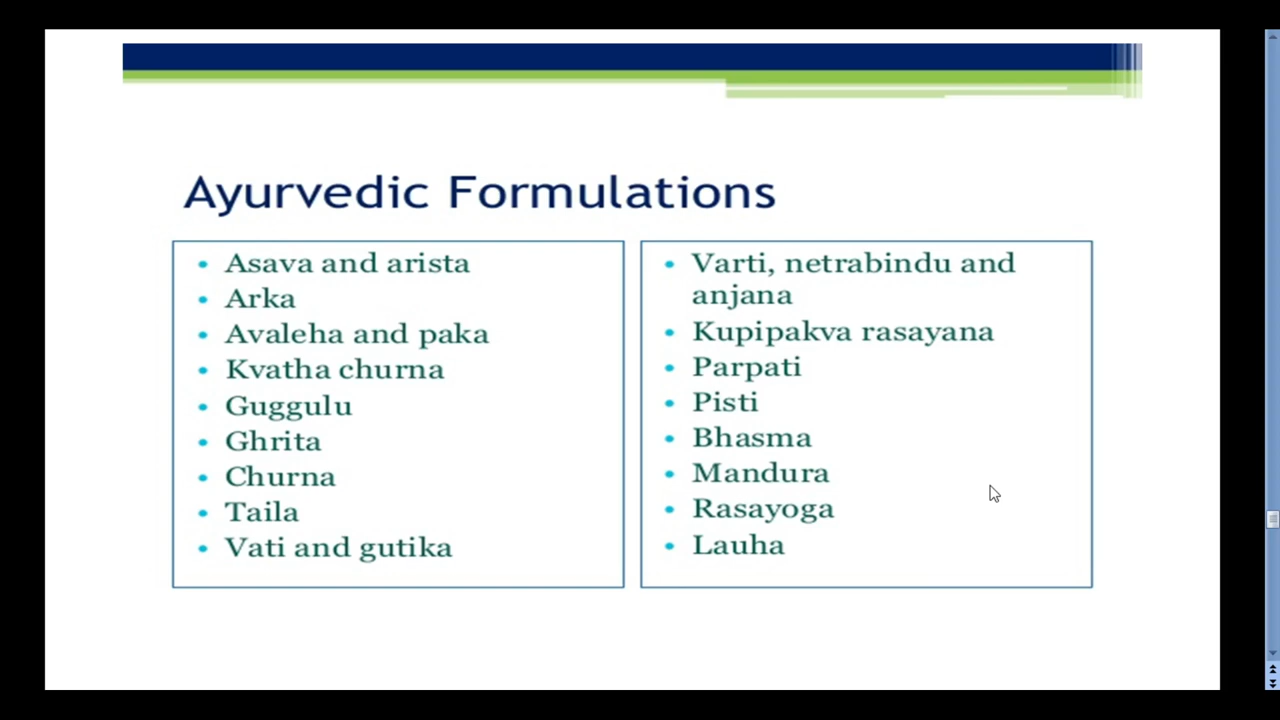 Ayurvedic Formulations
• Asava and arista
• Arka
• Avaleha and paka
• Kvatha churna
• Guggulu
• Ghrita
• Churna
• Taila
• Vati and gutika
• Varti, netrabindu and
anjana
• Kupipakva rasayana
• Parpati
• Pisti
• Bhasma
• Mandura
• Rasayoga
• Lauha